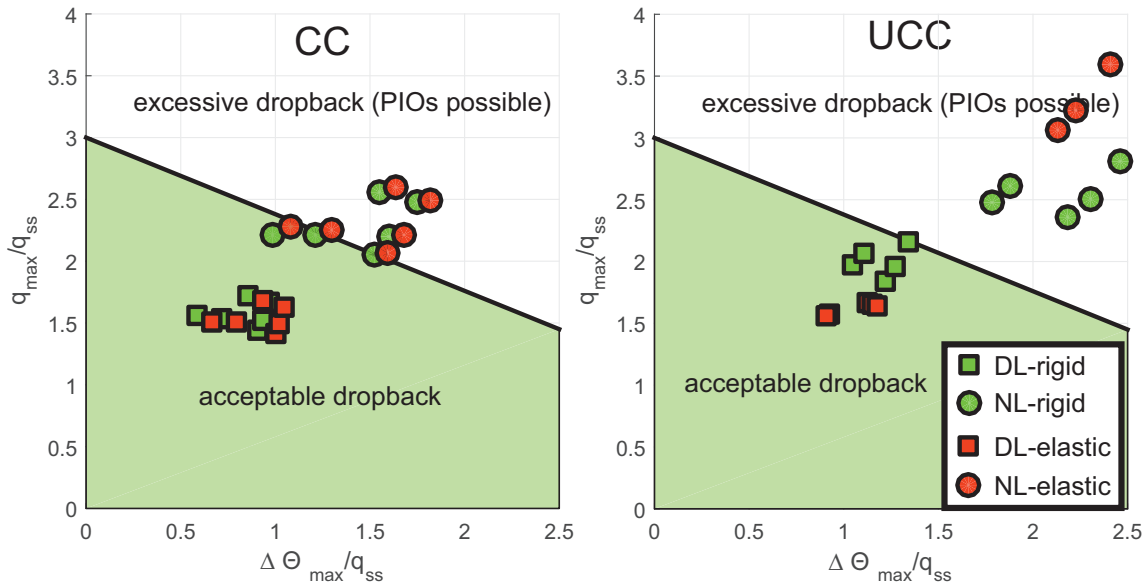 CC
excessive dropback (PIOs possible)
acceptable dropback
4
3.5
3
2.5
2
1.5
1
0.5
0
q_max/q_ss
0 0.5 1 1.5 2 2.5
Δ Θ_max/q_ss
UCC
excessive dropback (PIOs possible)
acceptable dropback
4
3.5
3
2.5
2
1.5
1
0.5
0
q_max/q_ss
0 0.5 1 1.5 2 2.5
Δ Θ_max/q_ss
DL-rigid
NL-rigid
DL-elastic
NL-elastic